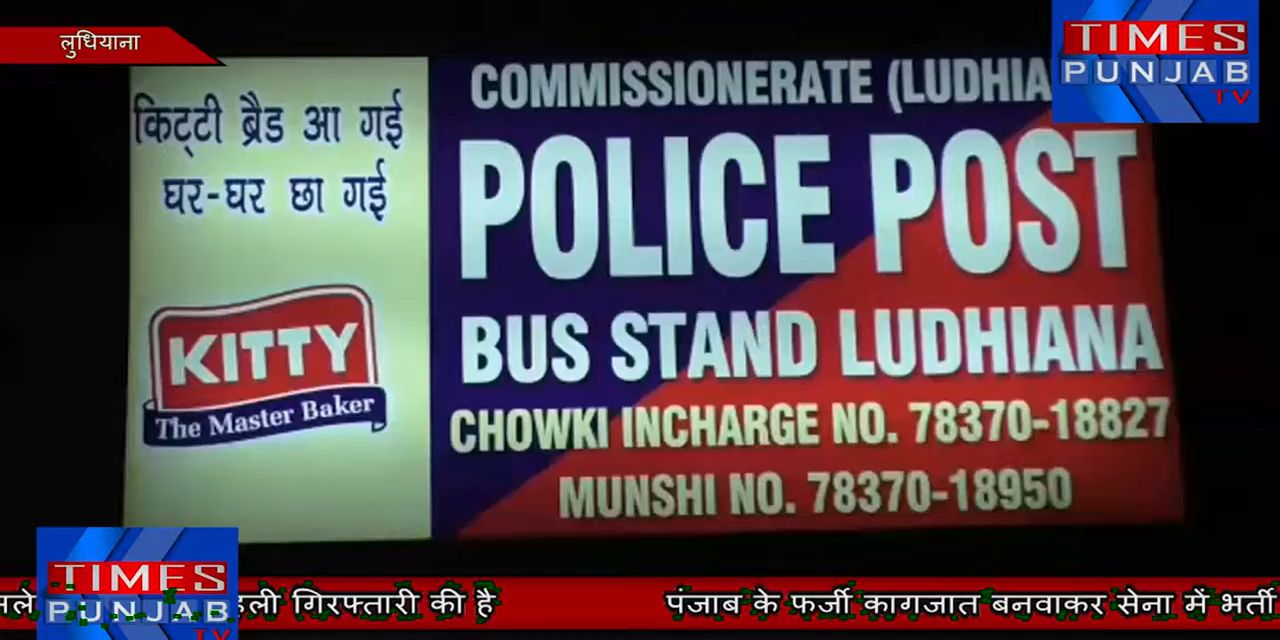 लुधियाना
TIMES
PUNJAB
TV
किट्टी ब्रैड आ गई
घर-घर छा गई
KITTY
The Master Baker
COMMISSIONERATE
POLICE POST
BUS STAND LUDHIANA
CHOWKI INCHARGE NO. 78370-18827
MUNSHI NO. 78370-18950
TIMES
PUNJAB
TV
गिरफ्तारी की है
पंजाब के फर्जी कागजात बनवाकर सेना में भर्ती